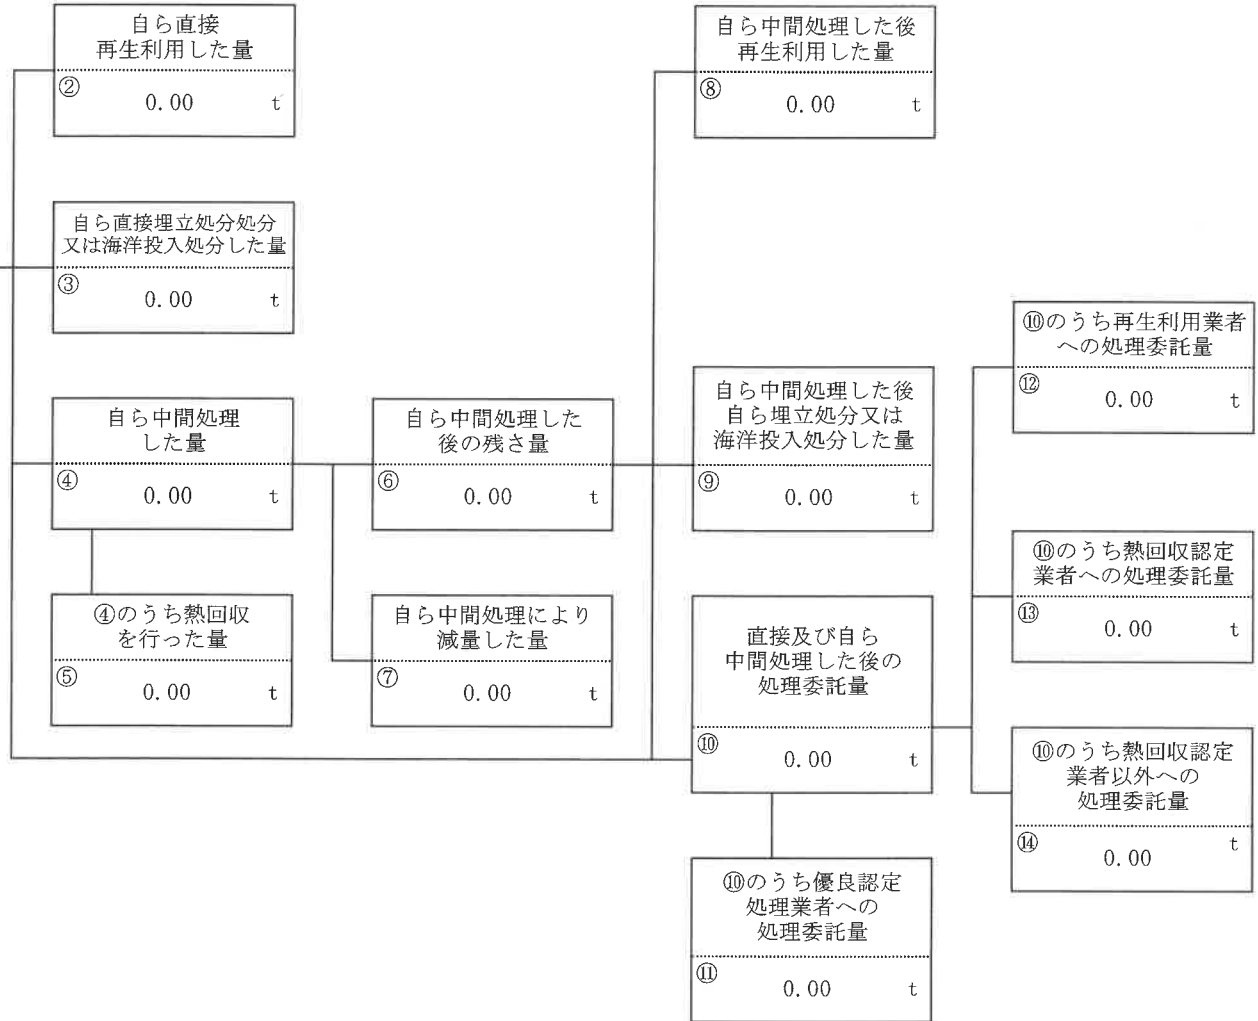 自ら直接
再生利用した量
②
0.00 t
自ら直接埋立処分処分
又は海洋投入処分した量
③
0.00 t
自ら中間処理
した量
④
0.00 t
④のうち熱回収
を行った量
⑤
0.00 t
自ら中間処理した
後の残さ量
⑥
0.00 t
自ら中間処理により
減量した量
⑦
0.00 t
自ら中間処理した後
再生利用した量
⑧
0.00 t
自ら中間処理した後
自ら埋立処分又は
海洋投入処分した量
⑨
0.00 t
直接及び自ら
中間処理した後の
処理委託量
⑩
0.00 t
⑩のうち優良認定
処理業者への
処理委託量
⑪
0.00 t
⑩のうち再生利用業者
への処理委託量
⑫
0.00 t
⑩のうち熱回収認定
業者への処理委託量
⑬
0.00 t
⑩のうち熱回収認定
業者以外への
処理委託量
⑭
0.00 t